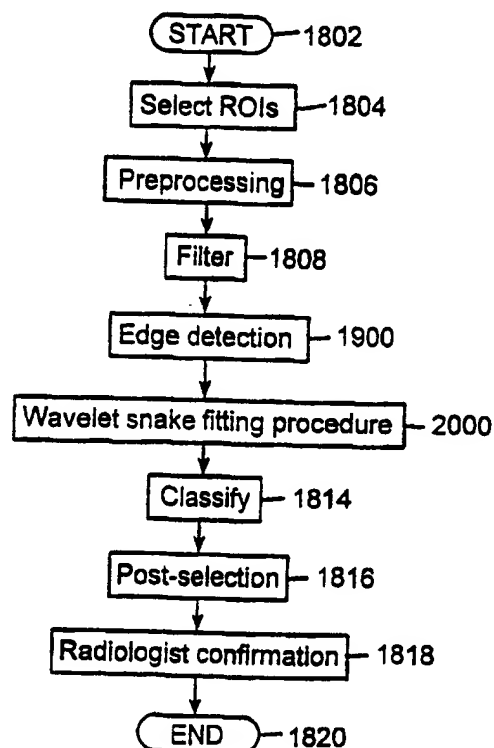 START 1802
Select ROIs 1804
Preprocessing 1806
Filter 1808
Edge detection 1900
Wavelet snake fitting procedure 2000
Classify 1814
Post-selection 1816
Radiologist confirmation 1818
END 1820